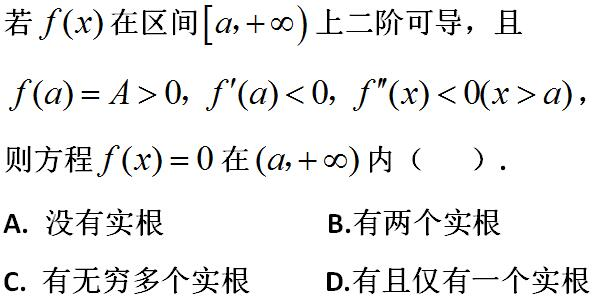 若 f(x) 在区间[a,+∞) 上二阶可导，且
f(a) = A > 0, f′(a) < 0, f″(x) < 0(x > a)，
则方程 f(x) = 0 在 (a,+∞) 内（　　）.
A. 没有实根　　B.有两个实根
C. 有无穷多个实根　　D.有且仅有一个实根